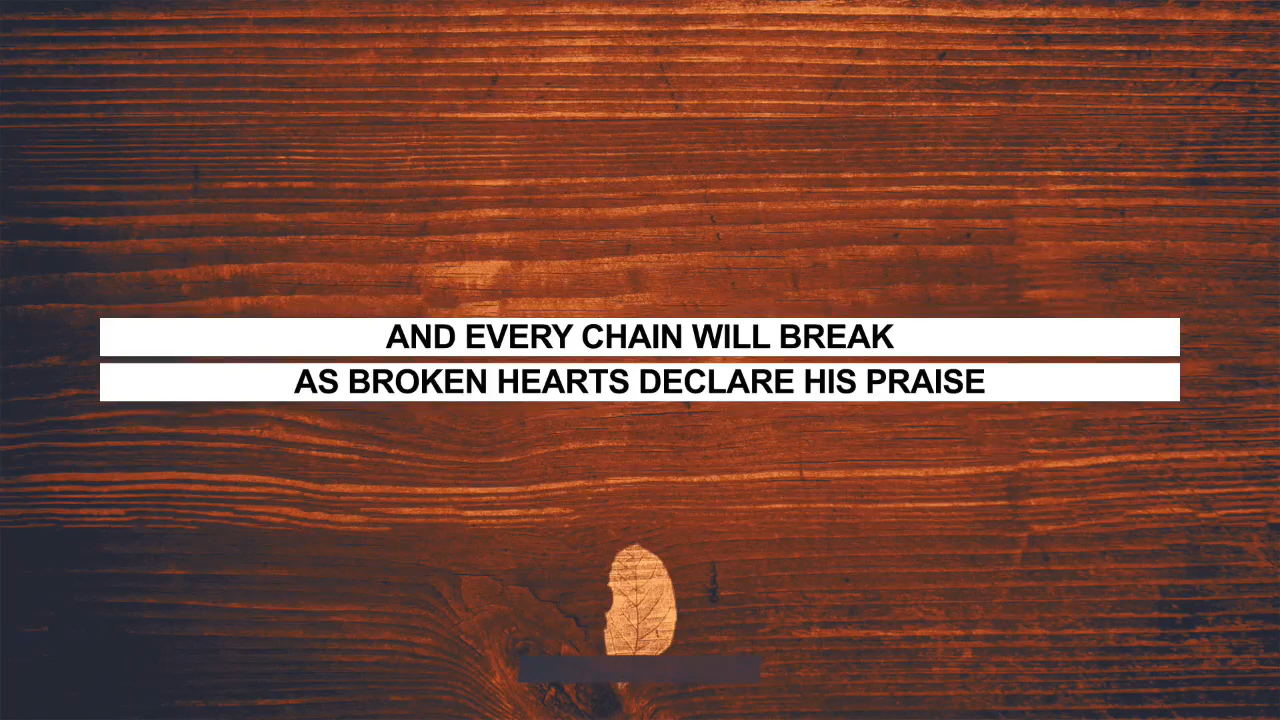 AND EVERY CHAIN WILL BREAK
AS BROKEN HEARTS DECLARE HIS PRAISE